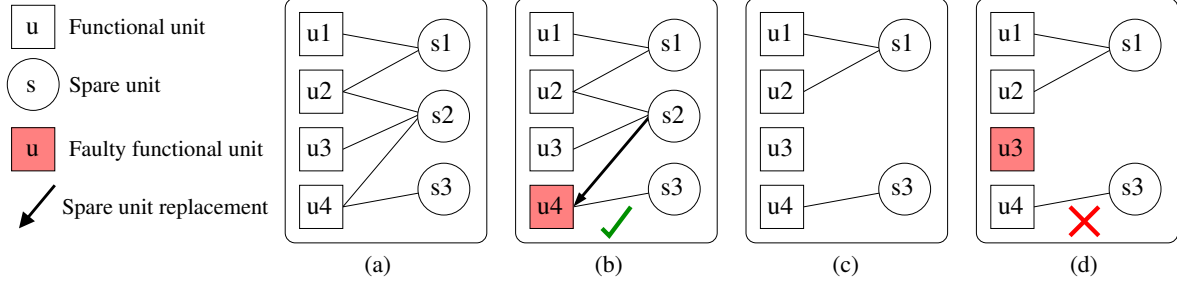 u Functional unit
s Spare unit
u Faulty functional unit
Spare unit replacement
u1
u2
u3
u4
s1
s2
s3
(a)
u1
u2
u3
u4
s1
s2
s3
(b)
u1
u2
u3
u4
s1
s3
(c)
u1
u2
u3
u4
s1
s3
(d)